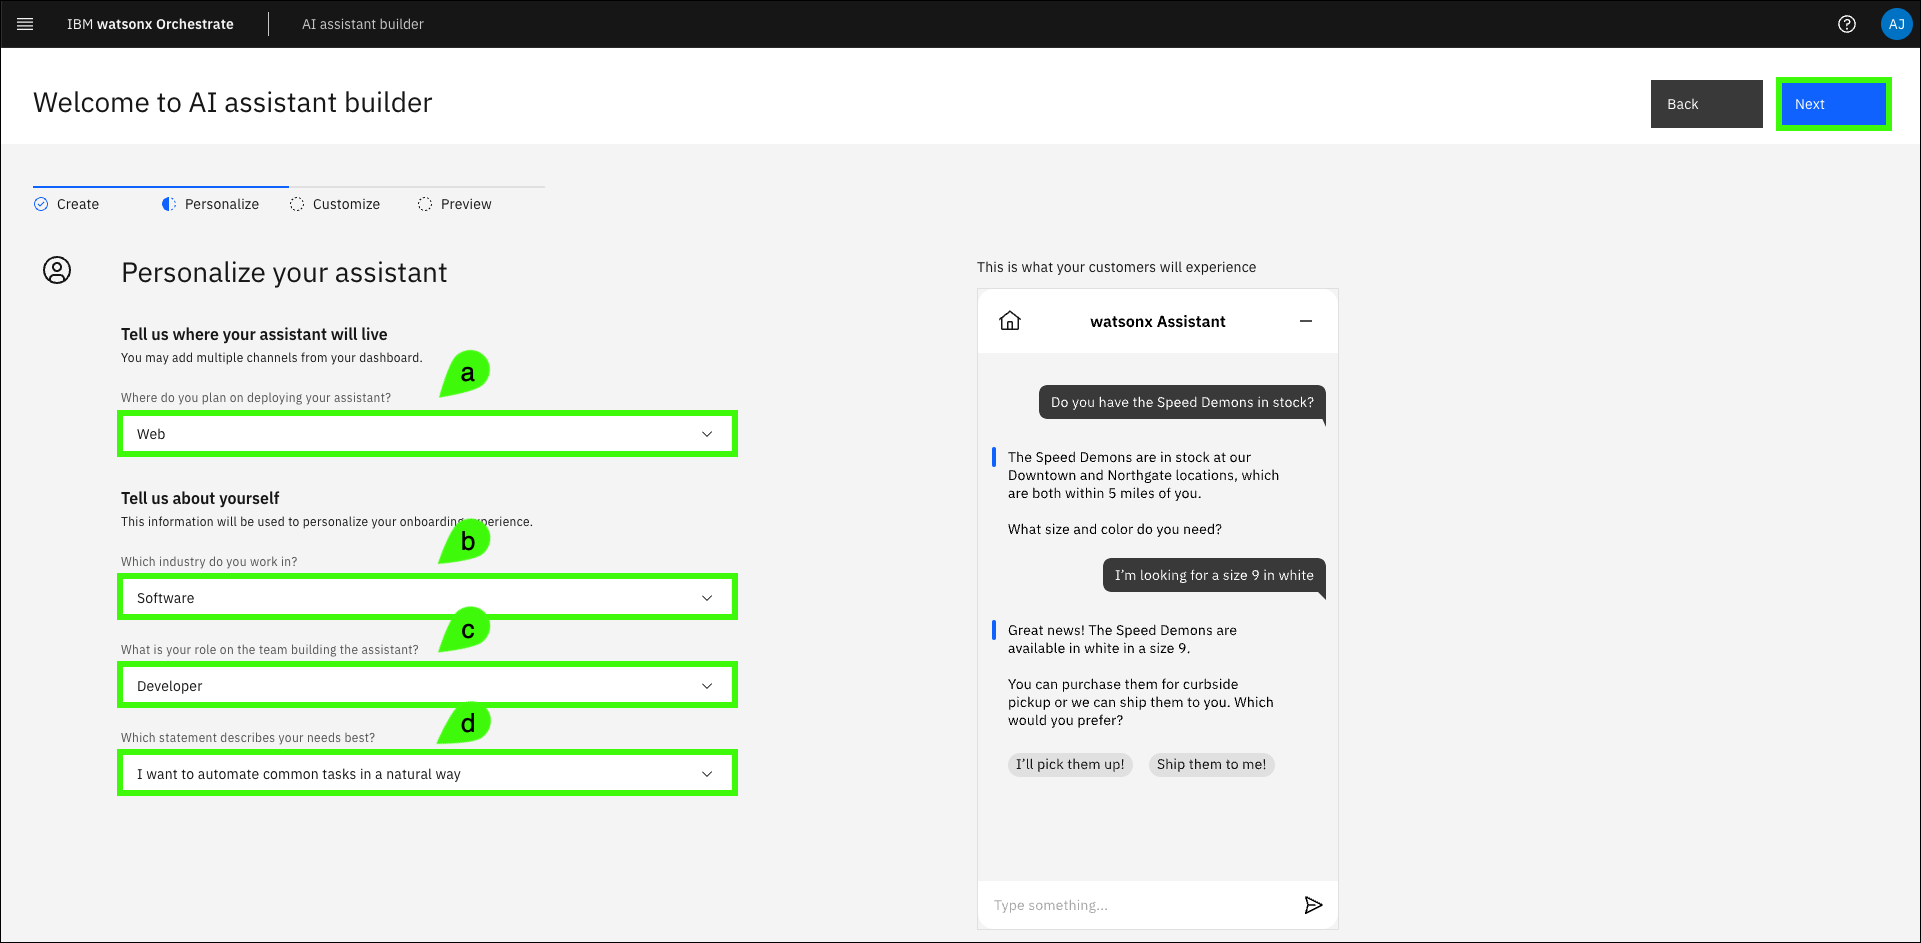 IBM watsonx Orchestrate
AI assistant builder
AJ
Welcome to AI assistant builder
Back
Next
Create
Personalize
Customize
Preview
Personalize your assistant
Tell us where your assistant will live
You may add multiple channels from your dashboard.
a
Where do you plan on deploying your assistant?
Web
Tell us about yourself
This information will be used to personalize your onboarding experience.
b
Which industry do you work in?
Software
c
What is your role on the team building the assistant?
Developer
d
Which statement describes your needs best?
I want to automate common tasks in a natural way
This is what your customers will experience
watsonx Assistant
Do you have the Speed Demons in stock?
The Speed Demons are in stock at our
Downtown and Northgate locations, which
are both within 5 miles of you.
What size and color do you need?
I'm looking for a size 9 in white
Great news! The Speed Demons are
available in white in a size 9.
You can purchase them for curbside
pickup or we can ship them to you. Which
would you prefer?
I'll pick them up!
Ship them to me!
Type something...